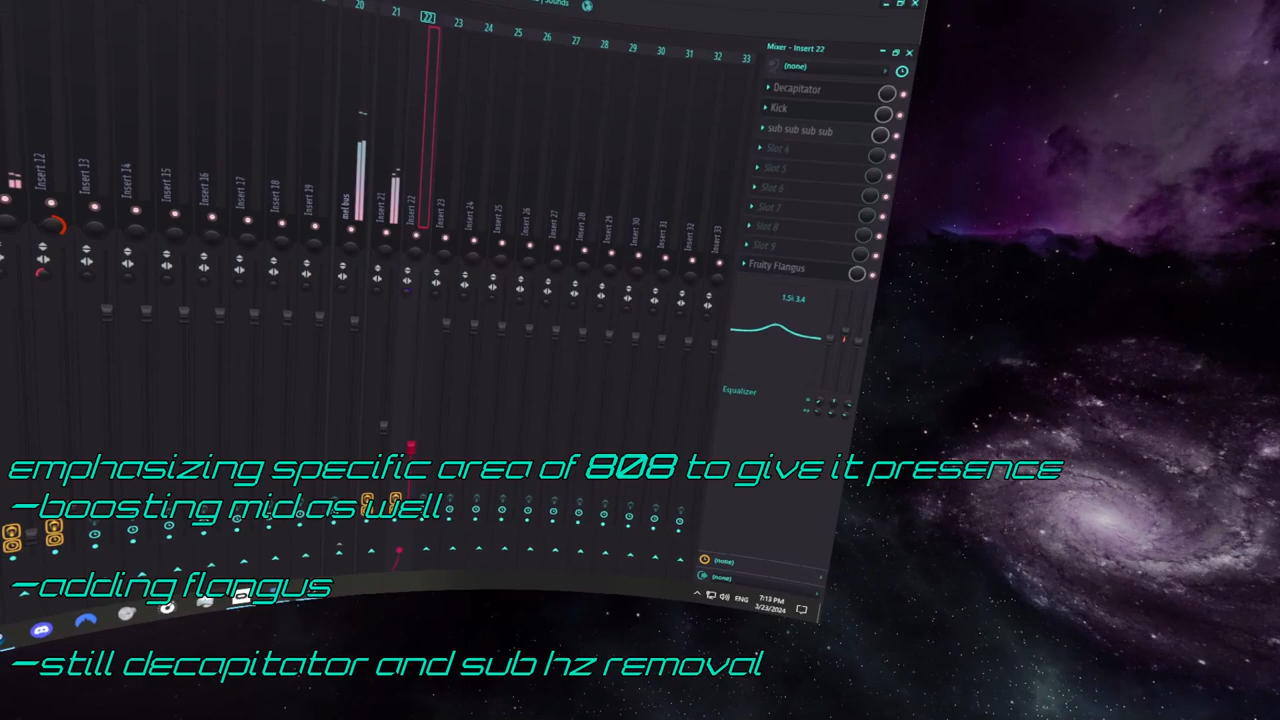 Sounds
20 21 22 23 24 25 26 27 28 29 30 31 32 33
Mixer - Insert 22
(none)
Decapitator
Kick
sub sub sub sub
Slot 4
Slot 5
Slot 6
Slot 7
Slot 8
Slot 9
Fruity Flangus
Insert 12
Insert 13
Insert 14
Insert 15
Insert 16
Insert 17
Insert 18
Insert 19
mel bus
Insert 21
Insert 22
Insert 23
Insert 24
Insert 25
Insert 26
Insert 27
Insert 28
Insert 29
Insert 30
Insert 31
Insert 32
Insert 33
Equalizer
emphasizing specific area of 808 to give it presence
-boosting mid as well
-adding flangus
-still decapitator and sub hz removal
(none)
(none)
ENG
7:13 PM
3/23/2024